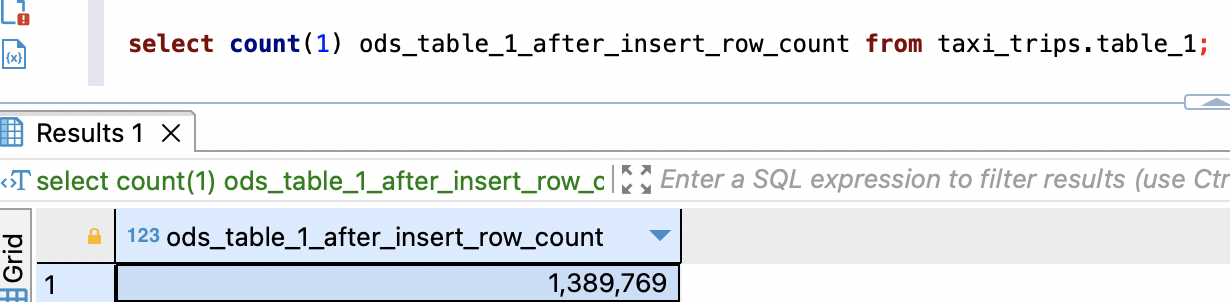 select count(1) ods_table_1_after_insert_row_count from taxi_trips.table_1;
Results 1
select count(1) ods_table_1_after_insert_row_c
Enter a SQL expression to filter results (use Ctr
Grid
123 ods_table_1_after_insert_row_count
1 1,389,769